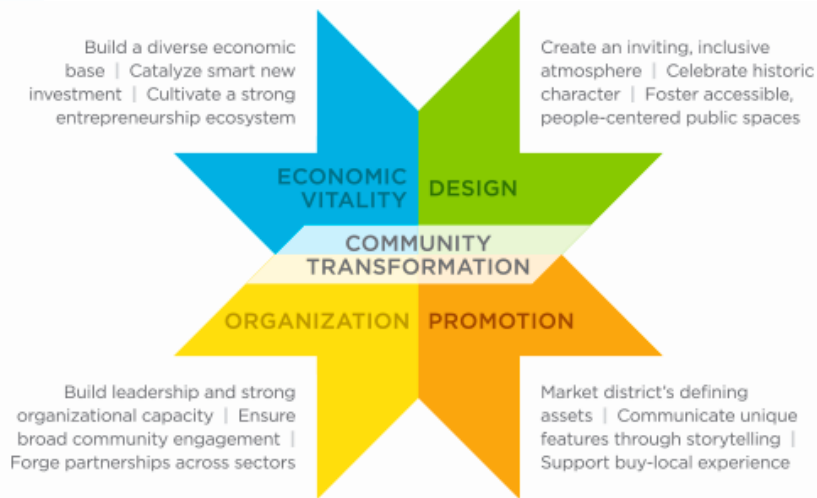 Build a diverse economic
base | Catalyze smart new
investment | Cultivate a strong
entrepreneurship ecosystem
Create an inviting, inclusive
atmosphere | Celebrate historic
character | Foster accessible,
people-centered public spaces
ECONOMIC
VITALITY
DESIGN
COMMUNITY
TRANSFORMATION
ORGANIZATION
PROMOTION
Build leadership and strong
organizational capacity | Ensure
broad community engagement |
Forge partnerships across sectors
Market district's defining
assets | Communicate unique
features through storytelling |
Support buy-local experience